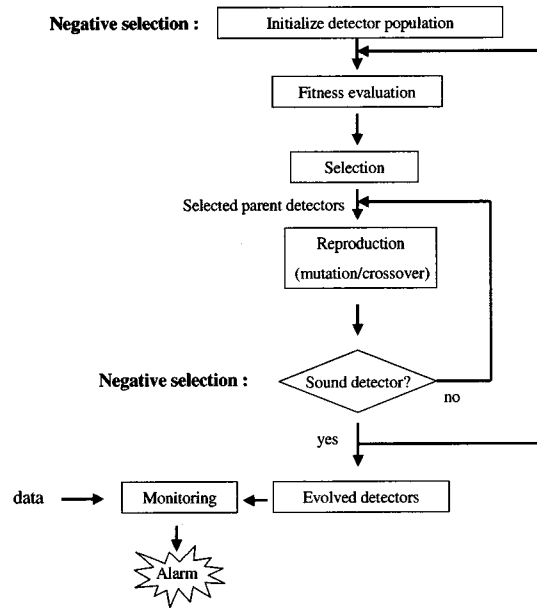 Negative selection :
Initialize detector population
Fitness evaluation
Selection
Selected parent detectors
Reproduction
(mutation/crossover)
Negative selection :
Sound detector?
no
yes
data
Monitoring
Evolved detectors
Alarm